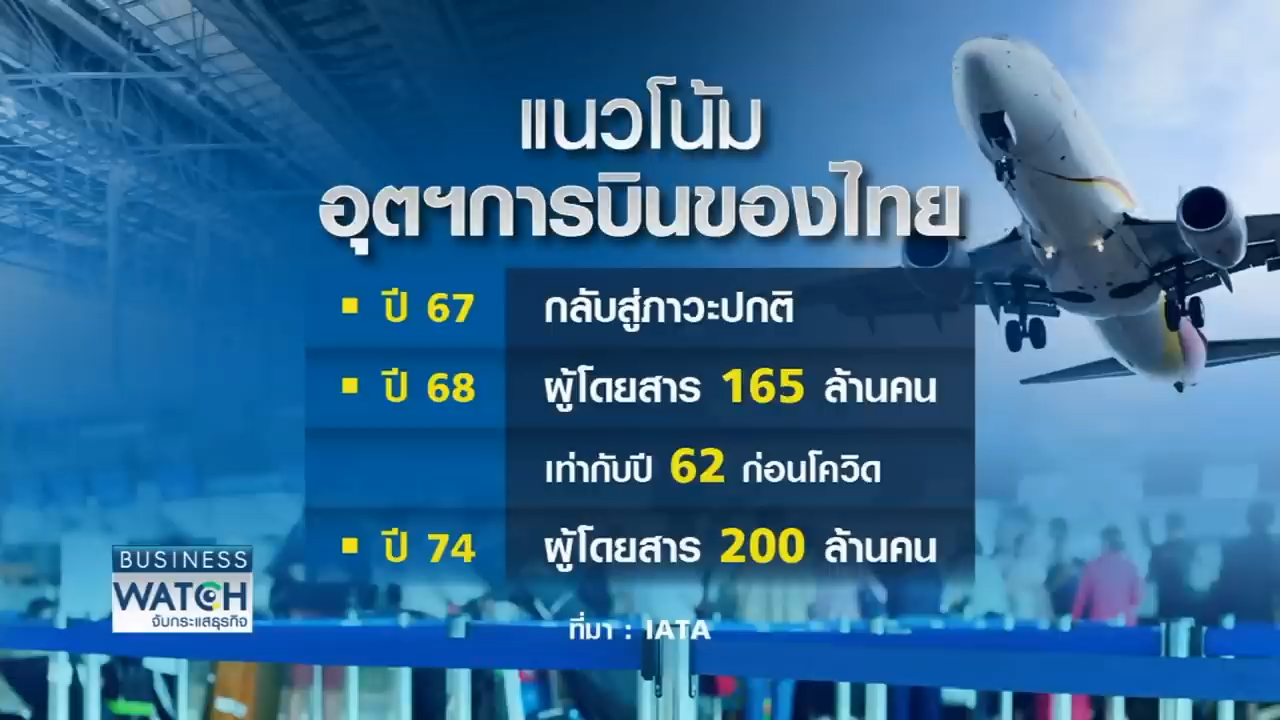 แนวโน้ม
อุตฯการบินของไทย
▪ ปี 67 กลับสู่ภาวะปกติ
▪ ปี 68 ผู้โดยสาร 165 ล้านคน
เท่ากับปี 62 ก่อนโควิด
▪ ปี 74 ผู้โดยสาร 200 ล้านคน
BUSINESS
WATCH
จับกระแสธุรกิจ
ที่มา : IATA